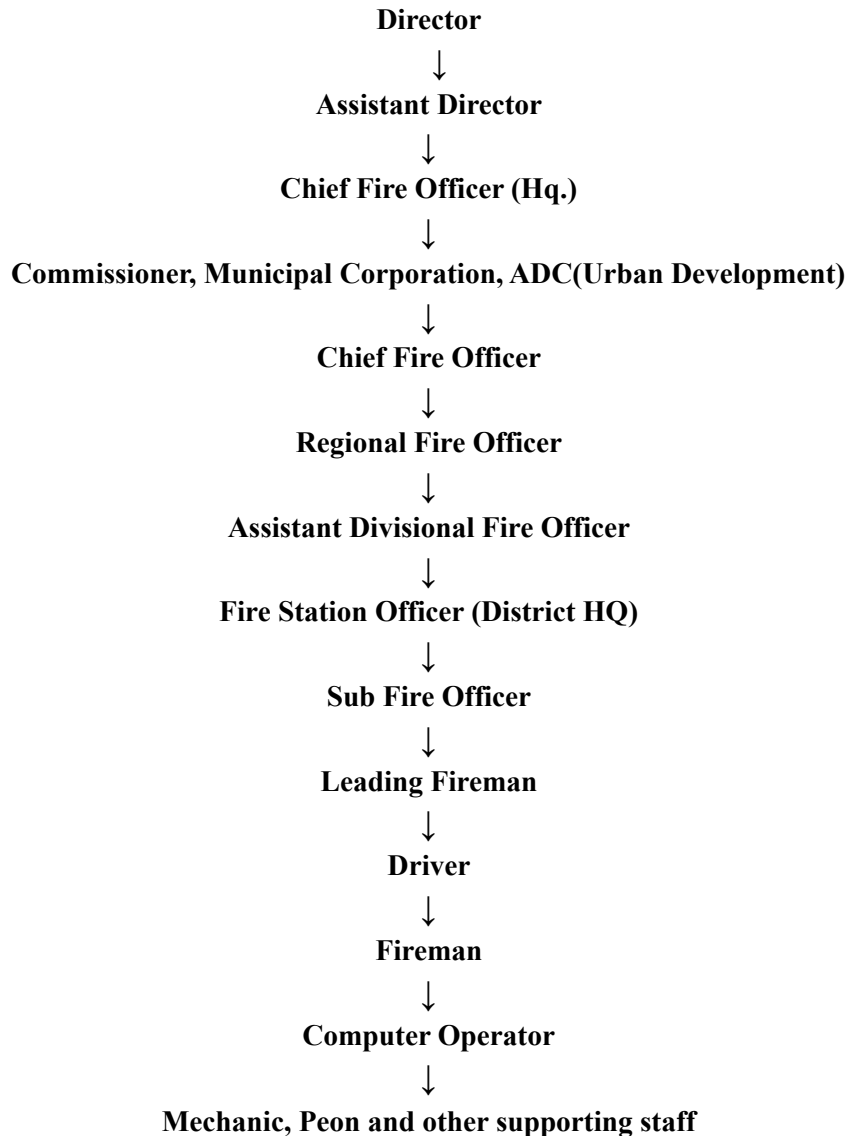 Director
↓
Assistant Director
↓
Chief Fire Officer (Hq.)
↓
Commissioner, Municipal Corporation, ADC(Urban Development)
↓
Chief Fire Officer
↓
Regional Fire Officer
↓
Assistant Divisional Fire Officer
↓
Fire Station Officer (District HQ)
↓
Sub Fire Officer
↓
Leading Fireman
↓
Driver
↓
Fireman
↓
Computer Operator
↓
Mechanic, Peon and other supporting staff